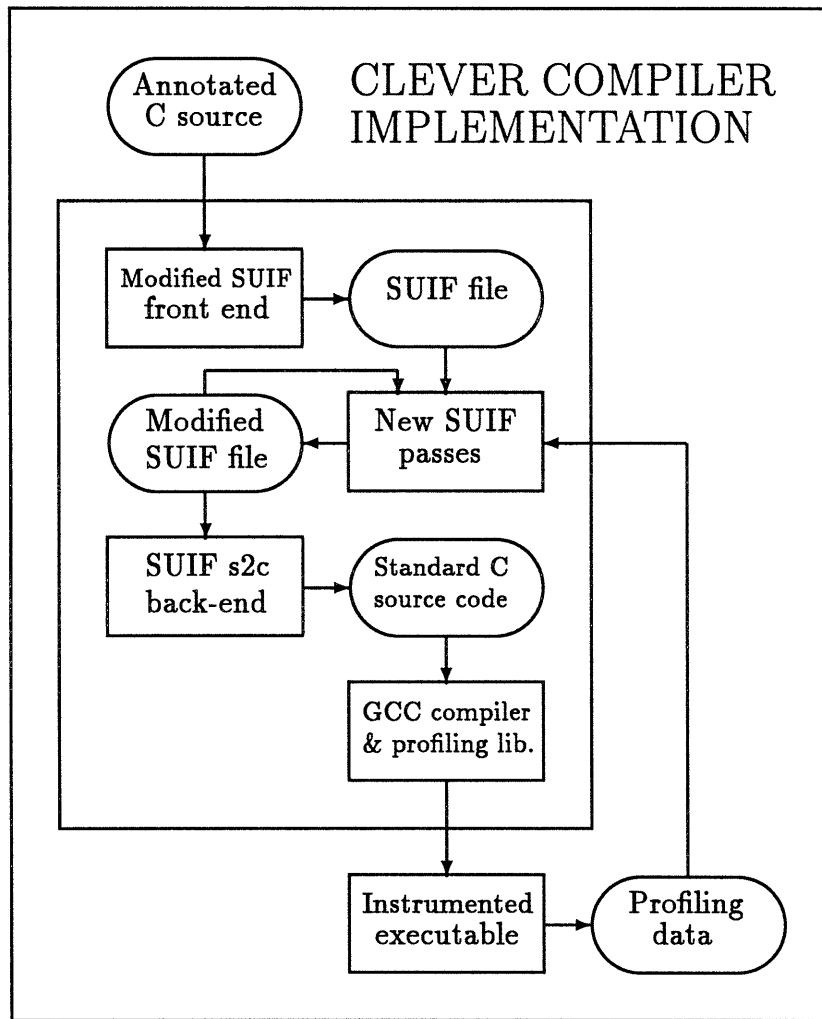 CLEVER COMPILER
IMPLEMENTATION
Annotated
C source
Modified SUIF
front end
SUIF file
Modified
SUIF file
New SUIF
passes
SUIF s2c
back-end
Standard C
source code
GCC compiler
& profiling lib.
Instrumented
executable
Profiling
data